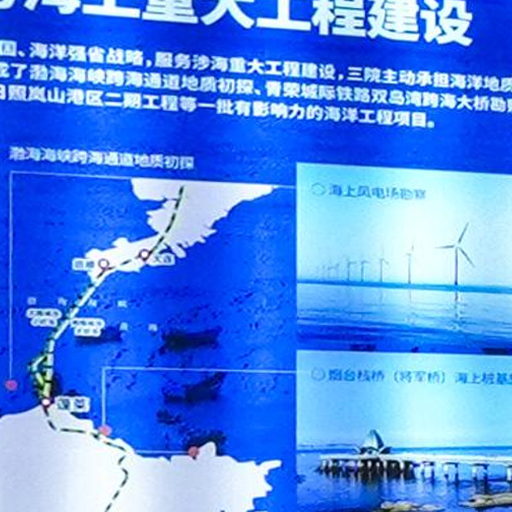 海上重大工程建设
国、海洋强省战略，服务涉海重大工程建设，三院主动承担海洋地质
成了渤海海峡跨海通道地质初探、青荣城际铁路双岛湾跨海大桥勘
日照岚山港区二期工程等一批有影响力的海洋工程项目。
渤海海峡跨海通道地质初探
海上风电场勘察
大连
旅顺
蓬莱
烟台栈桥（将军桥）海上桩基